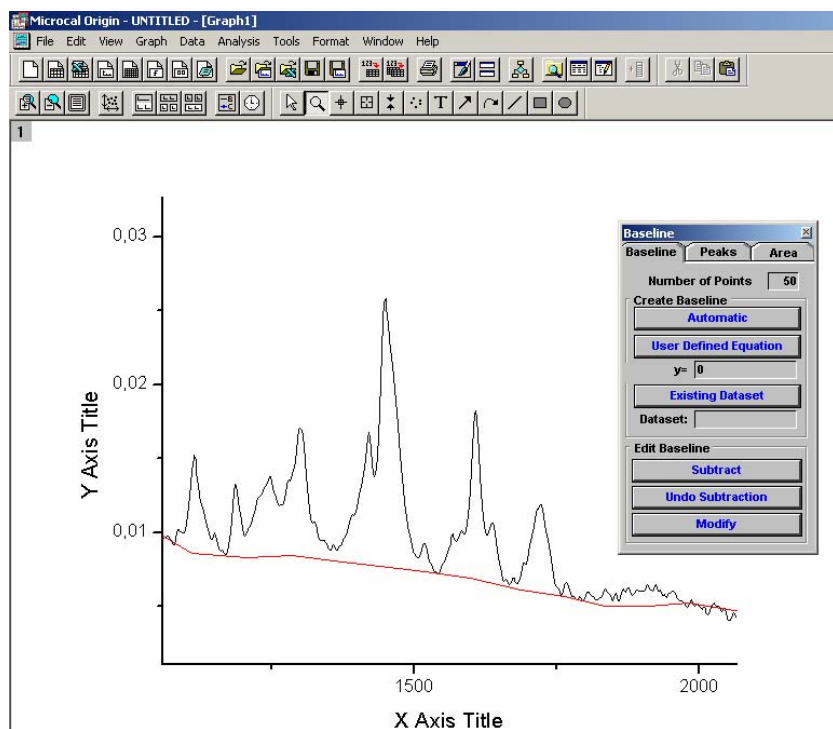 Microcal Origin - UNTITLED - [Graph1]
File Edit View Graph Data Analysis Tools Format Window Help
1
0,03
0,02
0,01
Y Axis Title
1500
2000
X Axis Title
Baseline
Baseline Peaks Area
Number of Points 50
Create Baseline
Automatic
User Defined Equation
y= 0
Existing Dataset
Dataset:
Edit Baseline
Subtract
Undo Subtraction
Modify